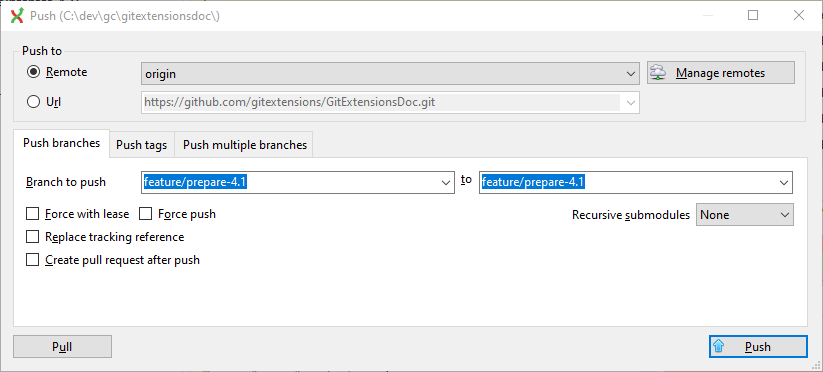 Push (C:\dev\gc\gitextensionsdoc\)
Push to
Remote origin Manage remotes
Url https://github.com/gitextensions/GitExtensionsDoc.git
Push branches Push tags Push multiple branches
Branch to push feature/prepare-4.1 to feature/prepare-4.1
Force with lease Force push Recursive submodules None
Replace tracking reference
Create pull request after push
Pull Push